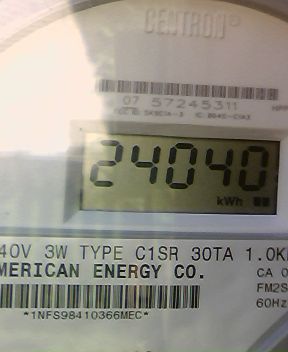 CENTRON®
07 57245311
24040
kWh
40V 3W TYPE C1SR 30TA 1.0K
MERICAN ENERGY CO.
CA 0
FM2S
60Hz
*1NFS98410366MEC*